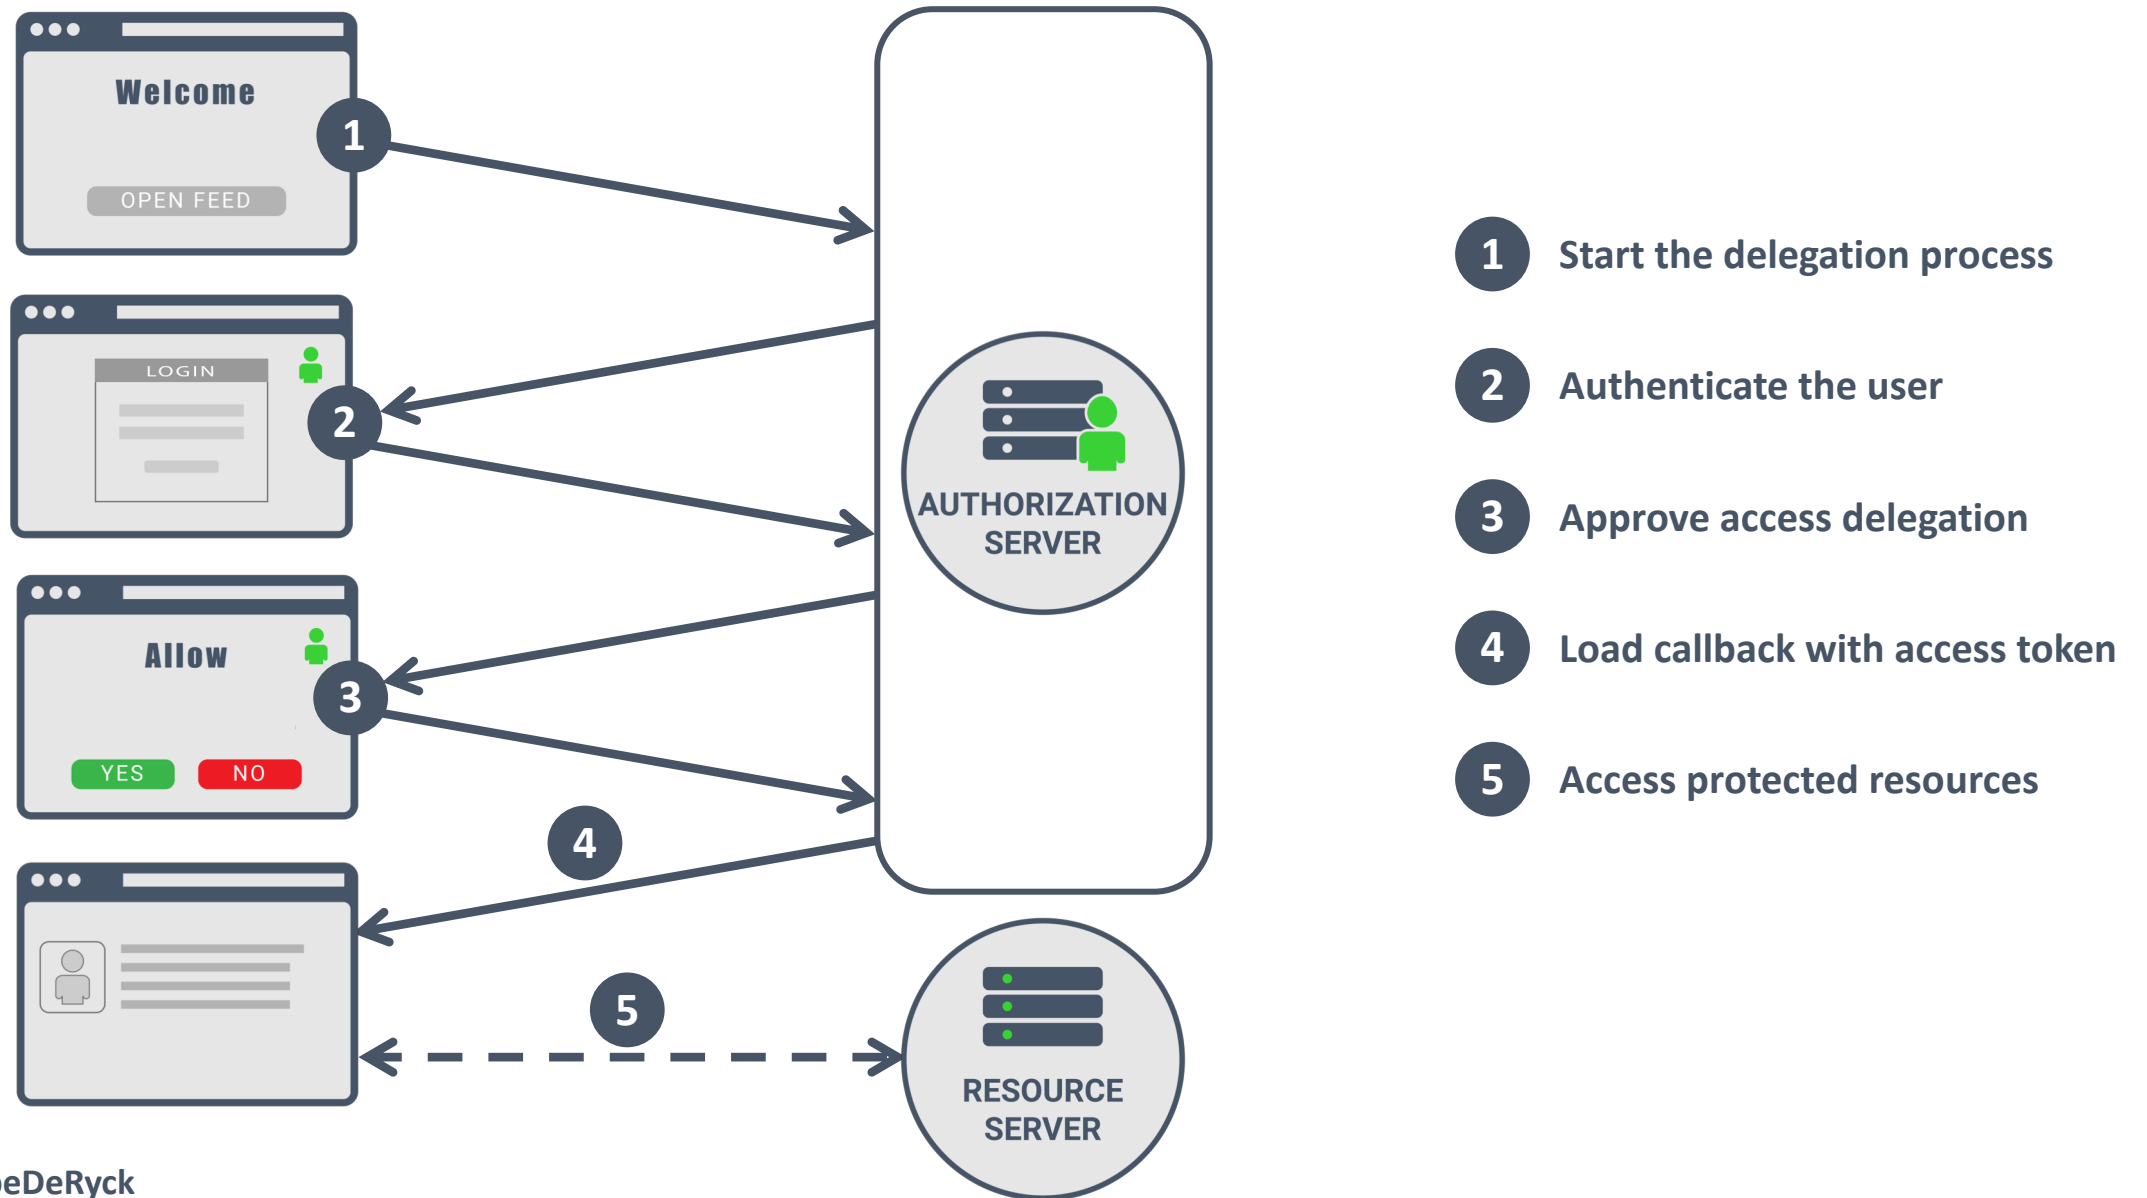 Welcome
OPEN FEED
1
LOGIN
2
Allow
YES NO
3
4
5
AUTHORIZATION
SERVER
RESOURCE
SERVER
1 Start the delegation process
2 Authenticate the user
3 Approve access delegation
4 Load callback with access token
5 Access protected resources
eDeRyck